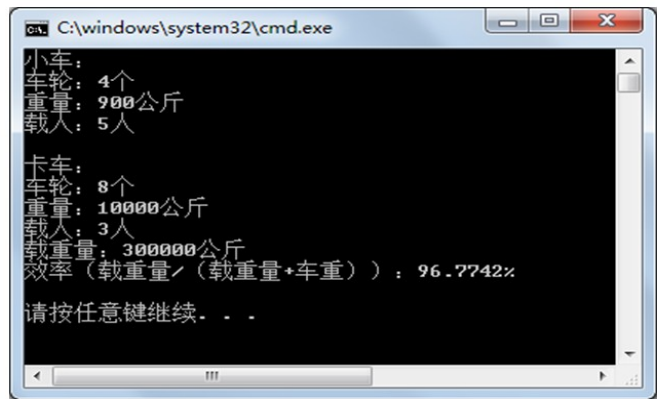 C:\windows\system32\cmd.exe
小车：
车轮：4个
重量：900公斤
载人：5人
卡车：
车轮：8个
重量：10000公斤
载人：3人
载重量：300000公斤
效率（载重量/（载重量+车重））：96.7742%
请按任意键继续. . .